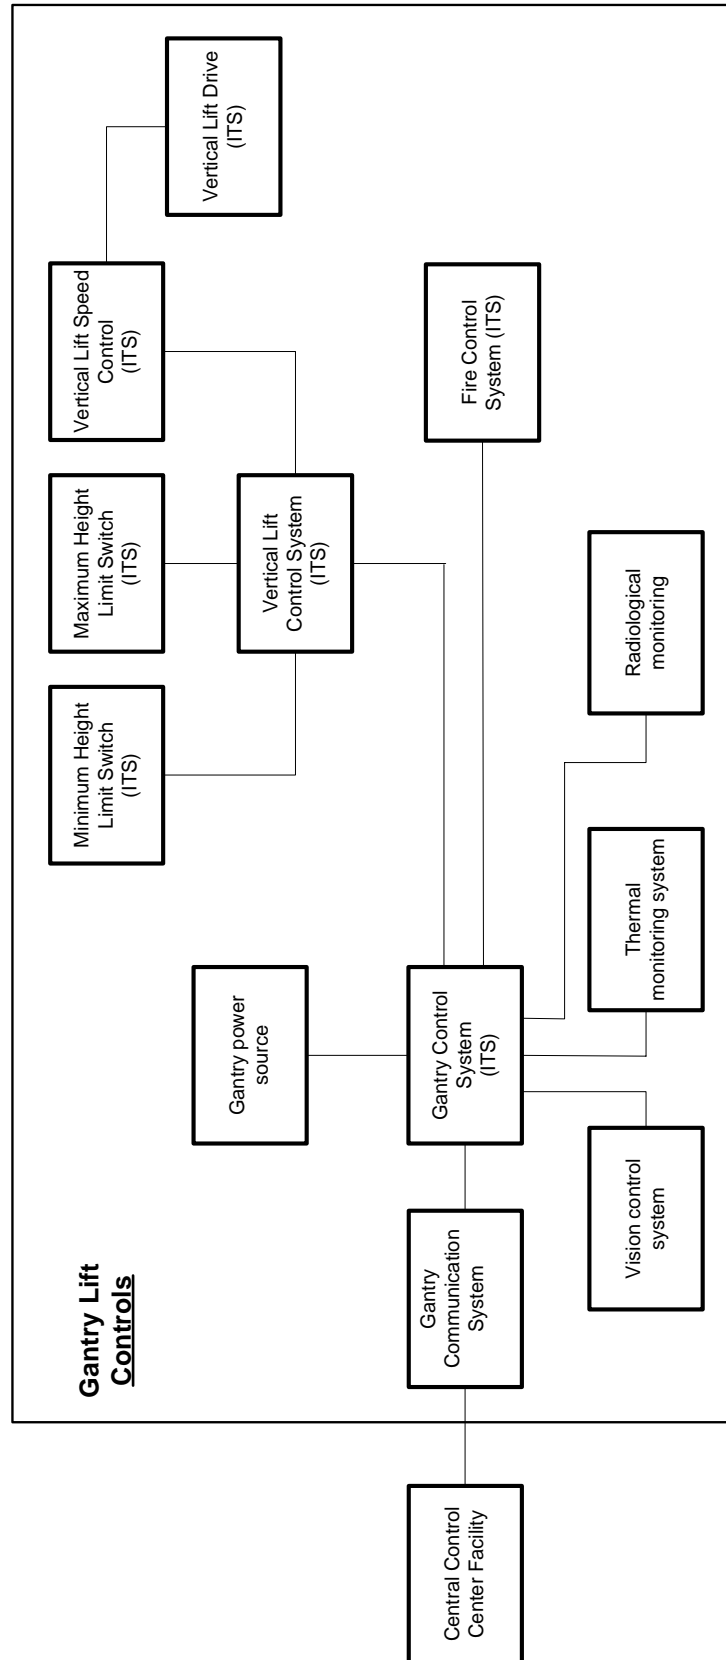 Gantry Lift
Controls
Central Control
Center Facility
Gantry
Communication
System
Gantry Control
System
(ITS)
Gantry power
source
Vision control
system
Thermal
monitoring system
Radiological
monitoring
Fire Control
System (ITS)
Vertical Lift
Control System
(ITS)
Minimum Height
Limit Switch
(ITS)
Maximum Height
Limit Switch
(ITS)
Vertical Lift Speed
Control
(ITS)
Vertical Lift Drive
(ITS)